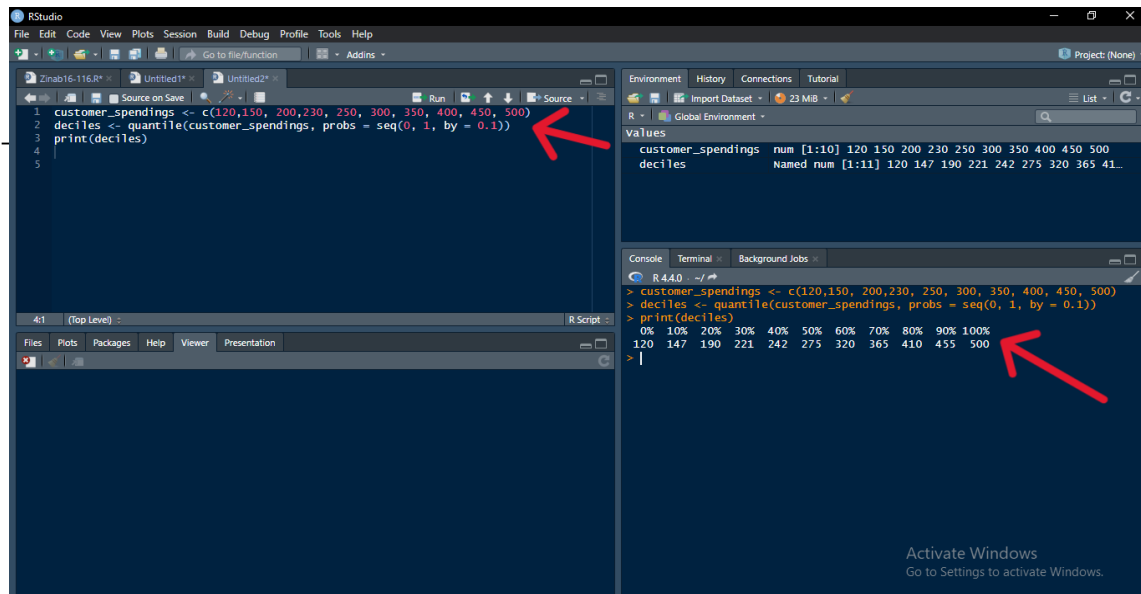 RStudio
File Edit Code View Plots Session Build Debug Profile Tools Help
Go to file/function Addins Project: (None)
Zinab16-116.R* Untitled1* Untitled2*
Source on Save Run Source
1 customer_spendings <- c(120,150, 200,230, 250, 300, 350, 400, 450, 500)
2 deciles <- quantile(customer_spendings, probs = seq(0, 1, by = 0.1))
3 print(deciles)
4
5
4:1 (Top Level) R Script
Files Plots Packages Help Viewer Presentation
Environment History Connections Tutorial
Import Dataset 23 MiB List
R Global Environment
Values
customer_spendings num [1:10] 120 150 200 230 250 300 350 400 450 500
deciles Named num [1:11] 120 147 190 221 242 275 320 365 41…
Console Terminal Background Jobs
R 4.4.0 · ~/
> customer_spendings <- c(120,150, 200,230, 250, 300, 350, 400, 450, 500)
> deciles <- quantile(customer_spendings, probs = seq(0, 1, by = 0.1))
> print(deciles)
0% 10% 20% 30% 40% 50% 60% 70% 80% 90% 100%
120 147 190 221 242 275 320 365 410 455 500
>
Activate Windows
Go to Settings to activate Windows.